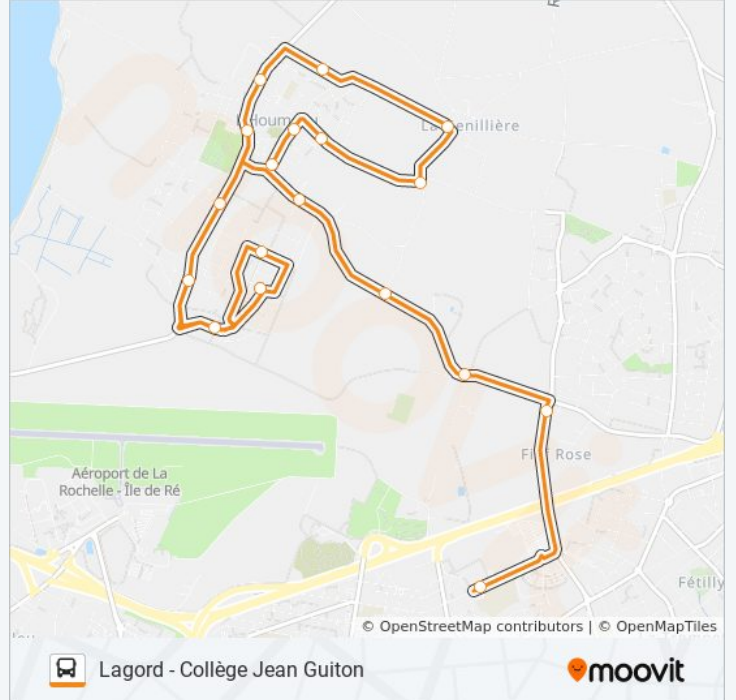 L'Houmeau
La Genillière
Fief Rose
Aéroport de La
Rochelle - Île de Ré
Fétilly
© OpenStreetMap contributors | © OpenMapTiles
Lagord - Collège Jean Guiton
moovit